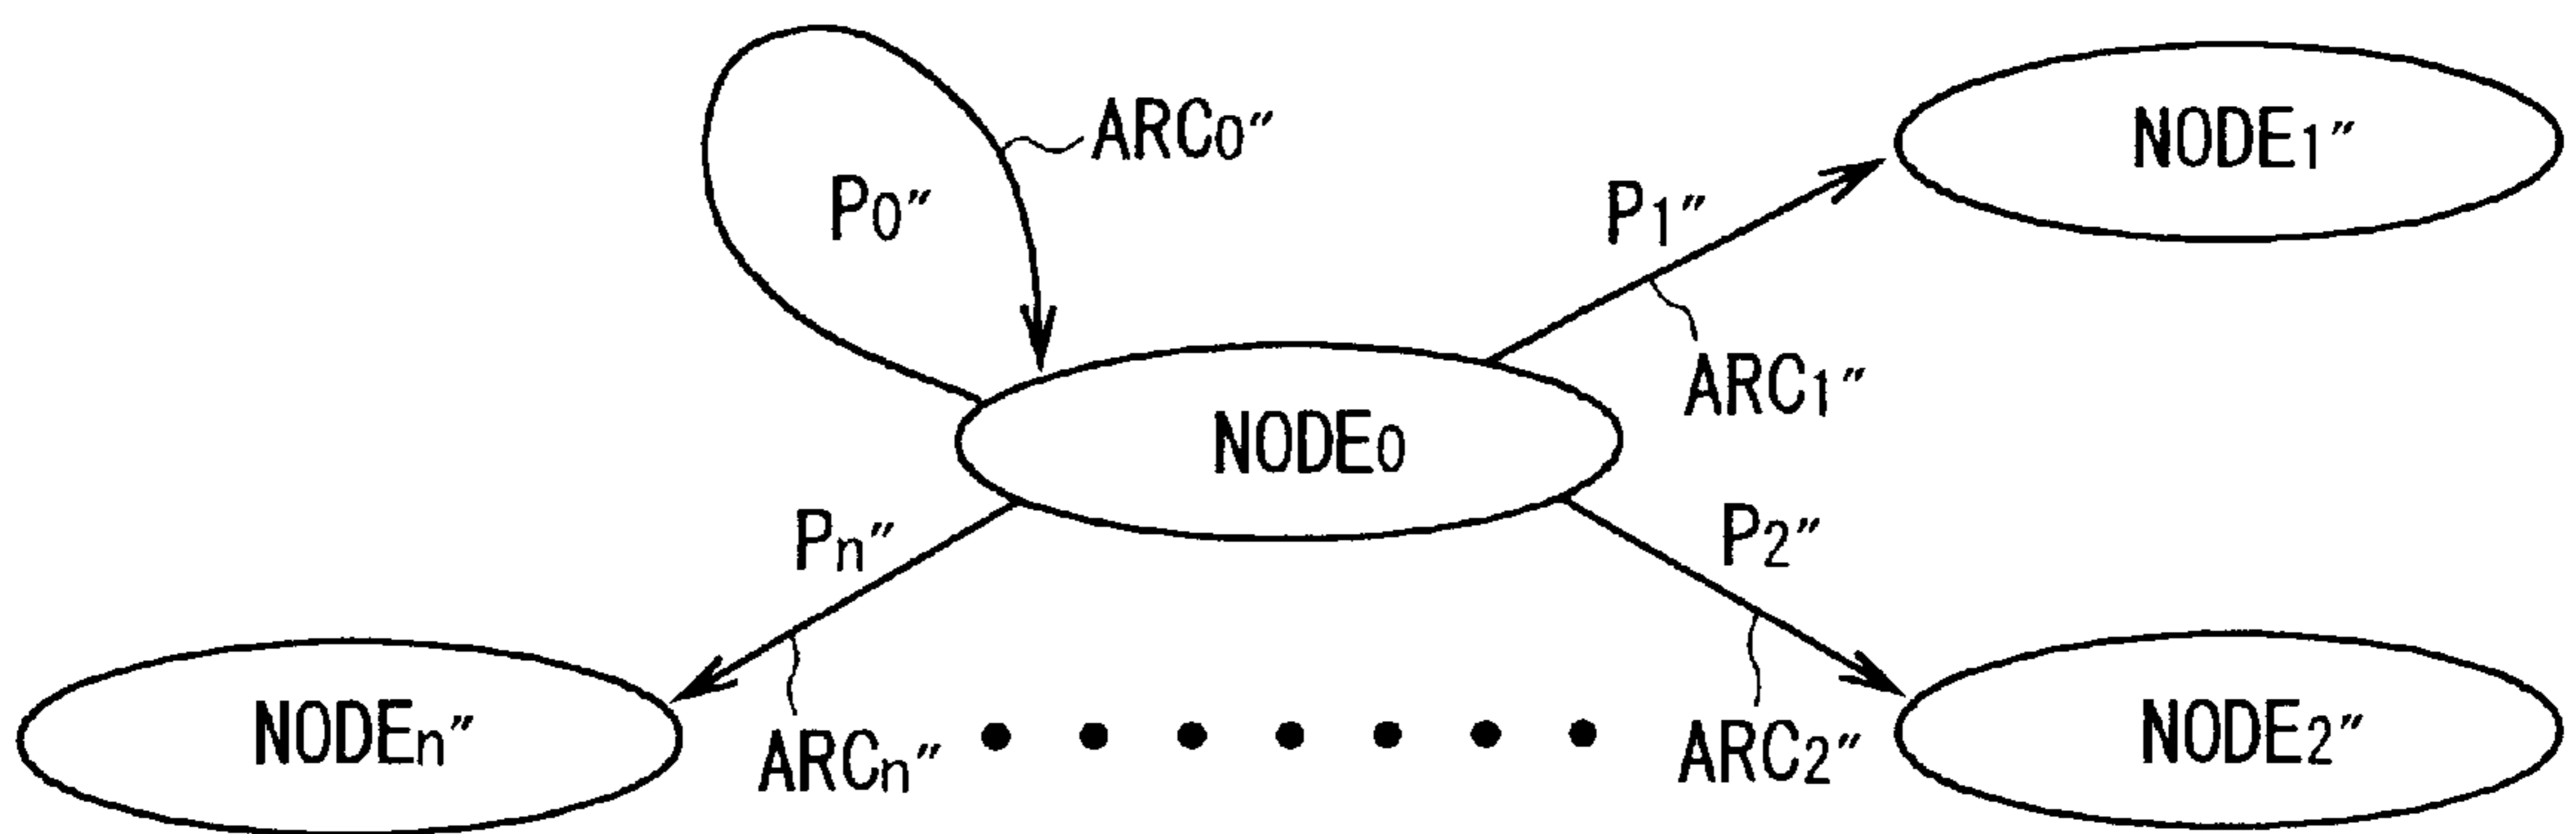 ARC0″
NODE1″
P0″
P1″
ARC1″
NODE0
Pn″
P2″
NODEn″
ARCn″
ARC2″
NODE2″